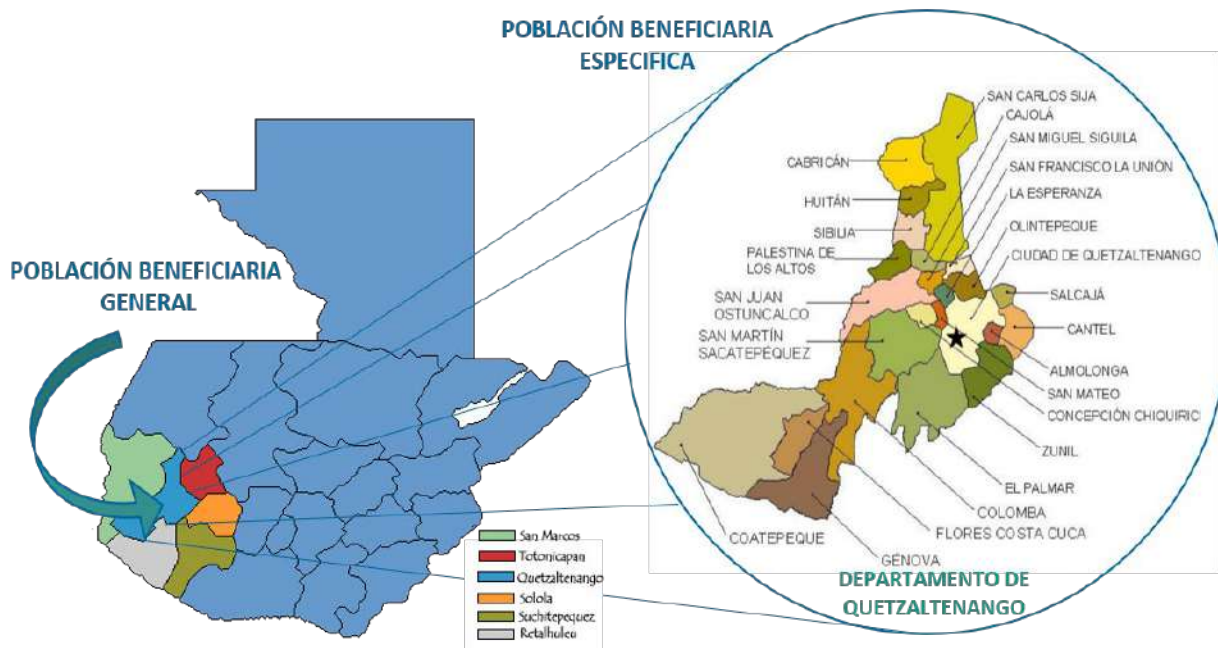 POBLACIÓN BENEFICIARIA
ESPECIFICA
POBLACIÓN BENEFICIARIA
GENERAL
San Marcos
Totonicapan
Quetzaltenango
Solola
Suchitepequez
Retalhuleu
SAN CARLOS SIJA
CAJOLÁ
SAN MIGUEL SIGUILA
SAN FRANCISCO LA UNIÓN
LA ESPERANZA
OLINTEPEQUE
CIUDAD DE QUETZALTENANGO
SALCAJÁ
CANTEL
ALMOLONGA
SAN MATEO
CONCEPCIÓN CHIQUIRIC
ZUNIL
EL PALMAR
COLOMBA
FLORES COSTA CUCA
GÉNOVA
COATEPEQUE
CABRICÁN
HUITÁN
SIBILIA
PALESTINA DE
LOS ALTOS
SAN JUAN
OSTUNCALCO
SAN MARTÍN
SACATEPÉQUEZ
DEPARTAMENTO DE
QUETZALTENANGO